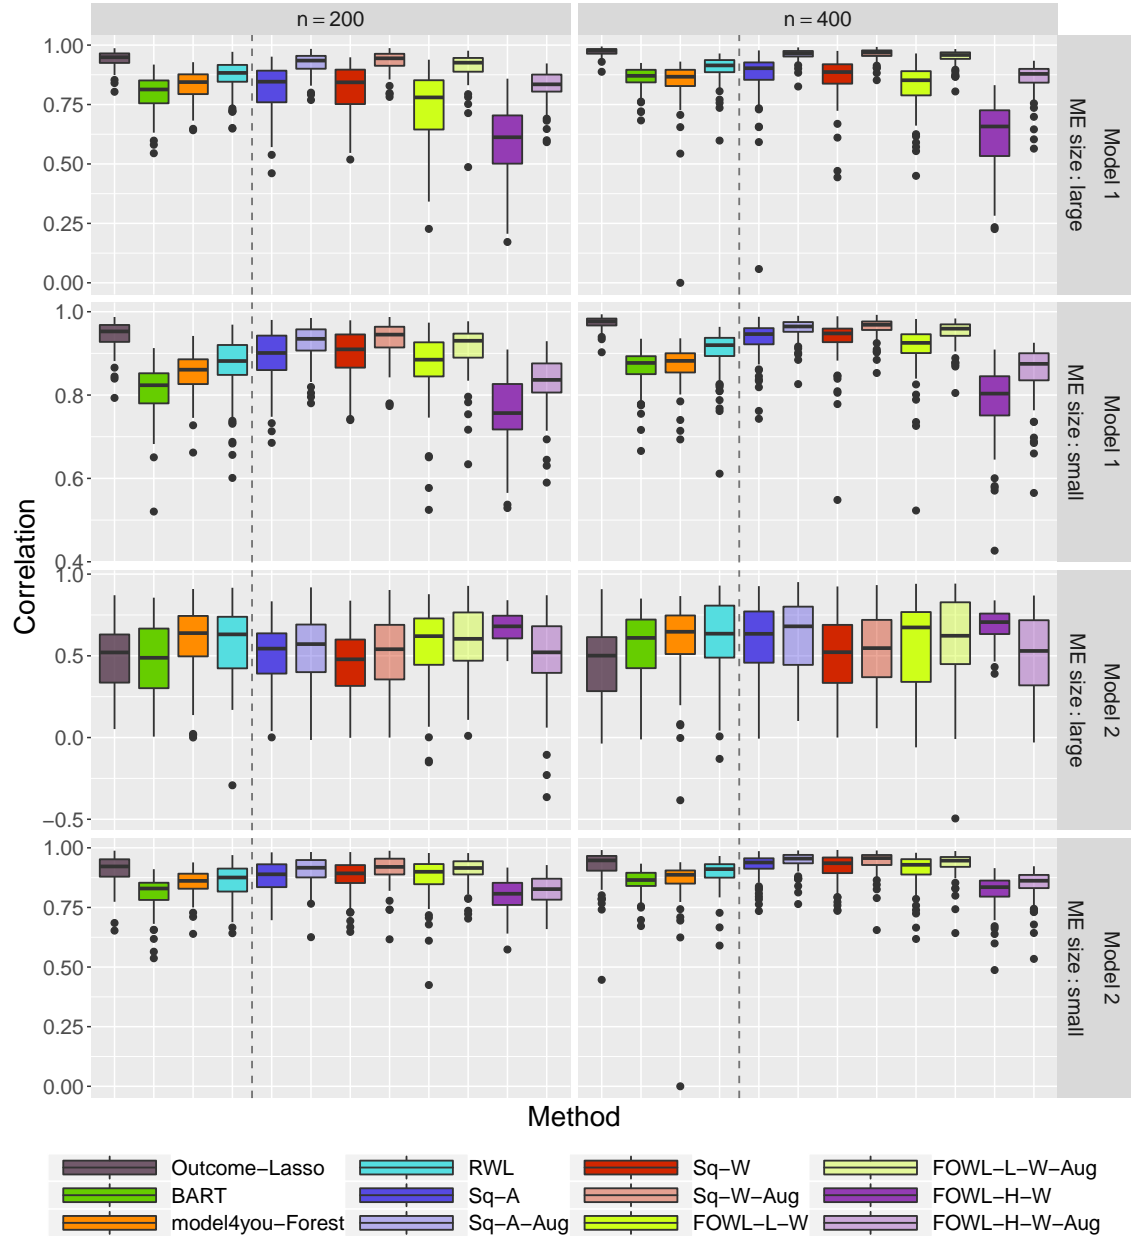 n = 200
n = 400
1.00
0.75
0.50
0.25
0.00
Model 1
ME size : large
1.0
0.8
0.6
0.4
Model 1
ME size : small
1.0
0.5
0.0
−0.5
Model 2
ME size : large
1.00
0.75
0.50
0.25
0.00
Model 2
ME size : small
Correlation
Method
Outcome−Lasso
BART
model4you−Forest
RWL
Sq−A
Sq−A−Aug
Sq−W
Sq−W−Aug
FOWL−L−W
FOWL−L−W−Aug
FOWL−H−W
FOWL−H−W−Aug